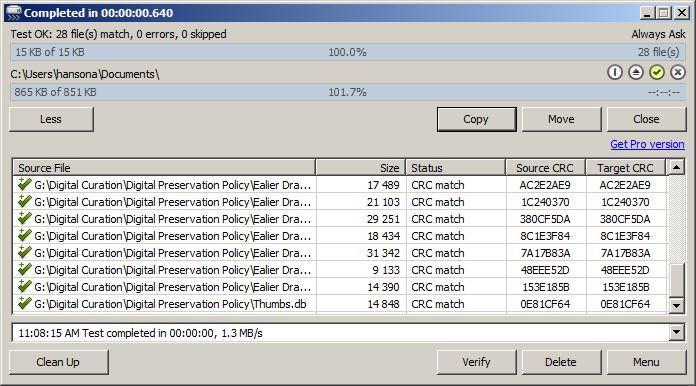 Completed in 00:00:00.640
Test OK: 28 file(s) match, 0 errors, 0 skipped Always Ask
15 KB of 15 KB 100.0% 28 file(s)
C:\Users\hansona\Documents\
865 KB of 851 KB 101.7% --:--:--
Less Copy Move Close
Get Pro version
Source File Size Status Source CRC Target CRC
G:\Digital Curation\Digital Preservation Policy\Ealier Dra... 17 489 CRC match AC2E2AE9 AC2E2AE9
G:\Digital Curation\Digital Preservation Policy\Ealier Dra... 21 103 CRC match 1C240370 1C240370
G:\Digital Curation\Digital Preservation Policy\Ealier Dra... 29 251 CRC match 380CF5DA 380CF5DA
G:\Digital Curation\Digital Preservation Policy\Ealier Dra... 18 434 CRC match 8C1E3F84 8C1E3F84
G:\Digital Curation\Digital Preservation Policy\Ealier Dra... 31 342 CRC match 7A17B83A 7A17B83A
G:\Digital Curation\Digital Preservation Policy\Ealier Dra... 9 133 CRC match 48EEE52D 48EEE52D
G:\Digital Curation\Digital Preservation Policy\Ealier Dra... 14 390 CRC match 153E185B 153E185B
G:\Digital Curation\Digital Preservation Policy\Thumbs.db 14 848 CRC match 0E81CF64 0E81CF64
11:08:15 AM Test completed in 00:00:00, 1.3 MB/s
Clean Up Verify Delete Menu